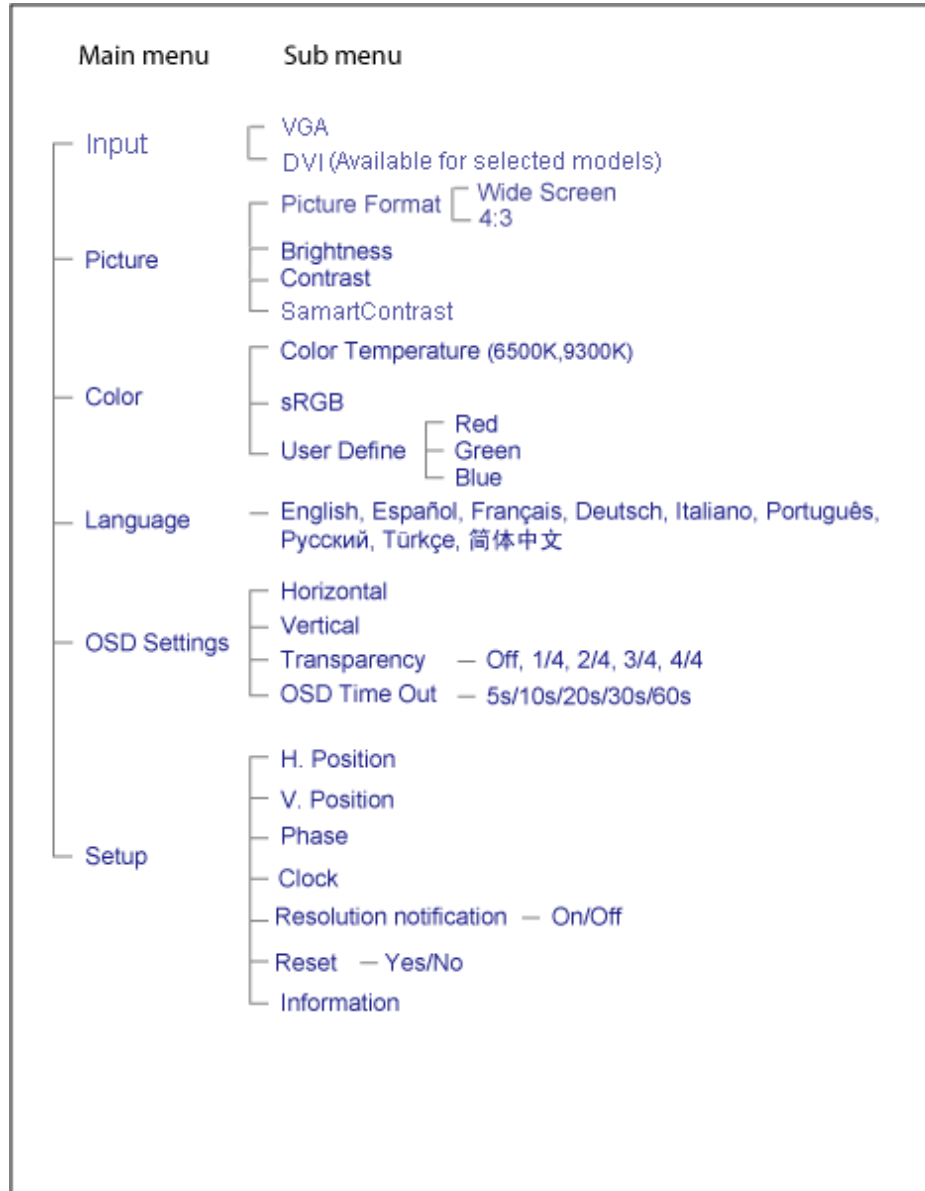 Main menu Sub menu
Input
VGA
DVI (Available for selected models)
Picture
Picture Format
Wide Screen
4:3
Brightness
Contrast
SamartContrast
Color
Color Temperature (6500K,9300K)
sRGB
User Define
Red
Green
Blue
Language
English, Español, Français, Deutsch, Italiano, Português,
Русский, Türkçe, 简体中文
OSD Settings
Horizontal
Vertical
Transparency — Off, 1/4, 2/4, 3/4, 4/4
OSD Time Out — 5s/10s/20s/30s/60s
Setup
H. Position
V. Position
Phase
Clock
Resolution notification — On/Off
Reset — Yes/No
Information